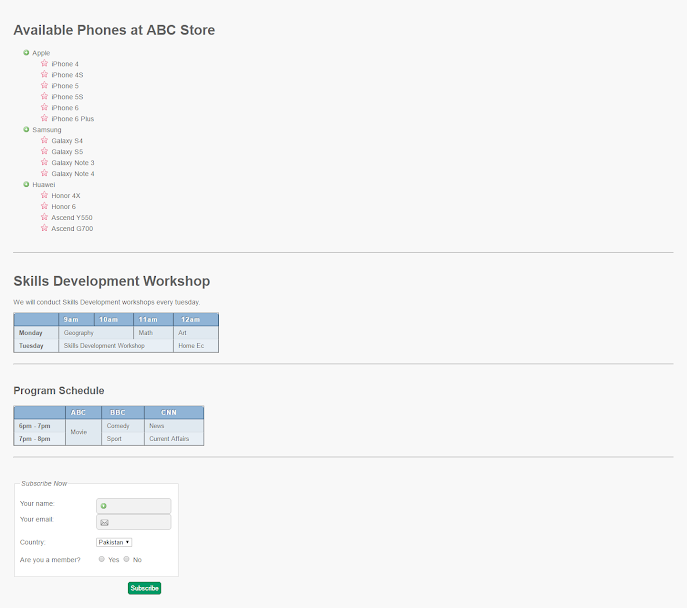 Available Phones at ABC Store
Apple
iPhone 4
iPhone 4S
iPhone 5
iPhone 5S
iPhone 6
iPhone 6 Plus
Samsung
Galaxy S4
Galaxy S5
Galaxy Note 3
Galaxy Note 4
Huawei
Honor 4X
Honor 6
Ascend Y550
Ascend G700
Skills Development Workshop
We will conduct Skills Development workshops every tuesday.
9am 10am 11am 12am
Monday Geography Math Art
Tuesday Skills Development Workshop Home Ec
Program Schedule
ABC BBC CNN
6pm - 7pm Movie Comedy News
7pm - 8pm Sport Current Affairs
Subscribe Now
Your name:
Your email:
Country: Pakistan
Are you a member? Yes No
Subscribe